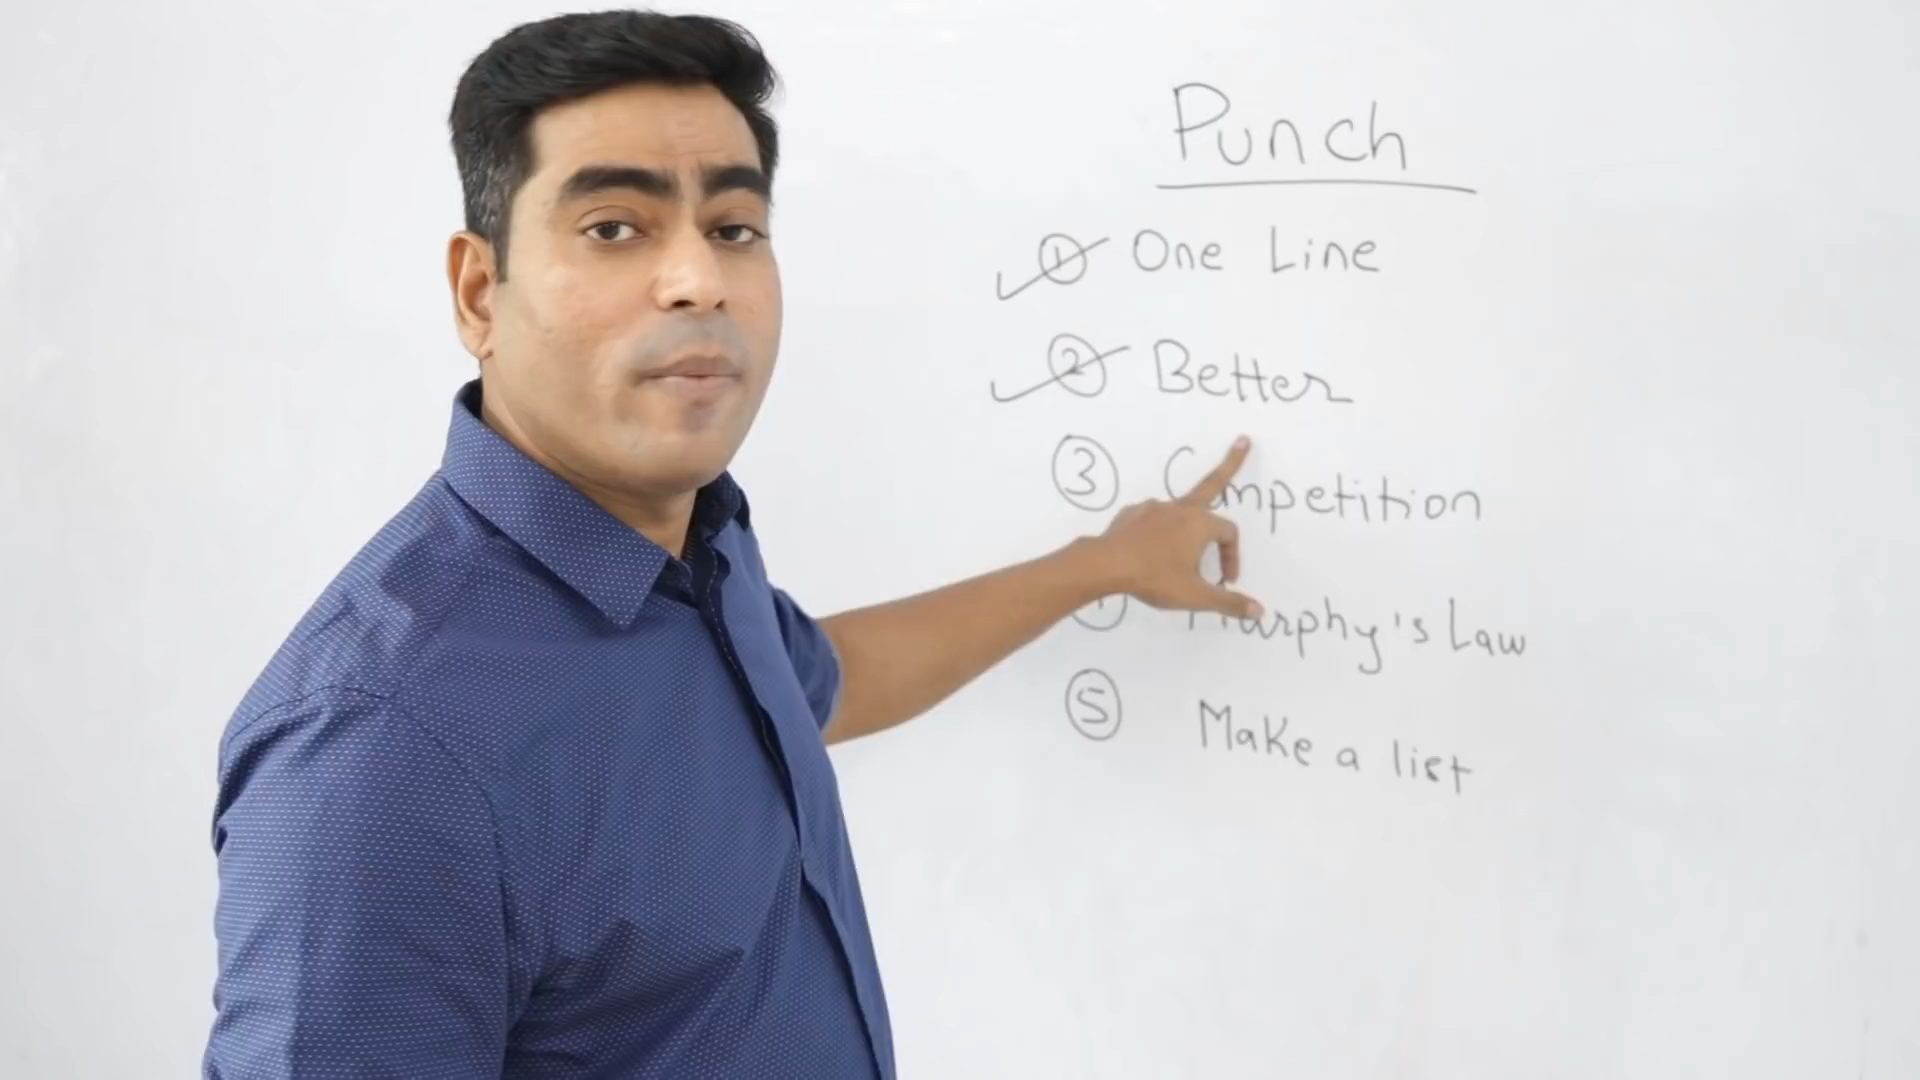 Punch
① One Line
② Better
③ Competition
Murphy's Law
⑤ Make a list